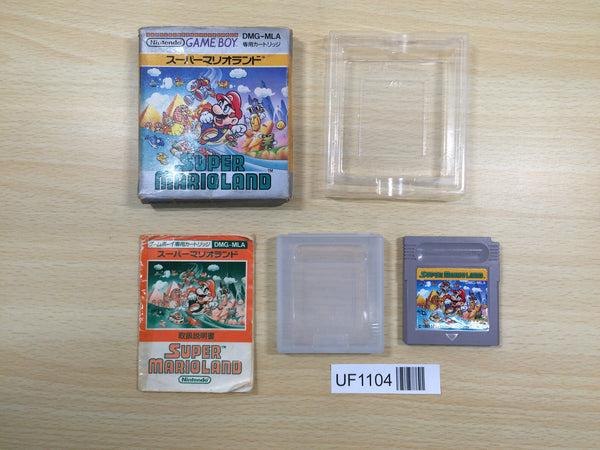 Nintendo GAME BOY
DMG-MLA
専用カートリッジ
スーパーマリオランド
SUPER
MARIOLAND
ゲームボーイ専用カートリッジ DMG-MLA
スーパーマリオランド
取扱説明書
SUPER
MARIOLAND
Nintendo
SUPER MARIOLAND
UF1104